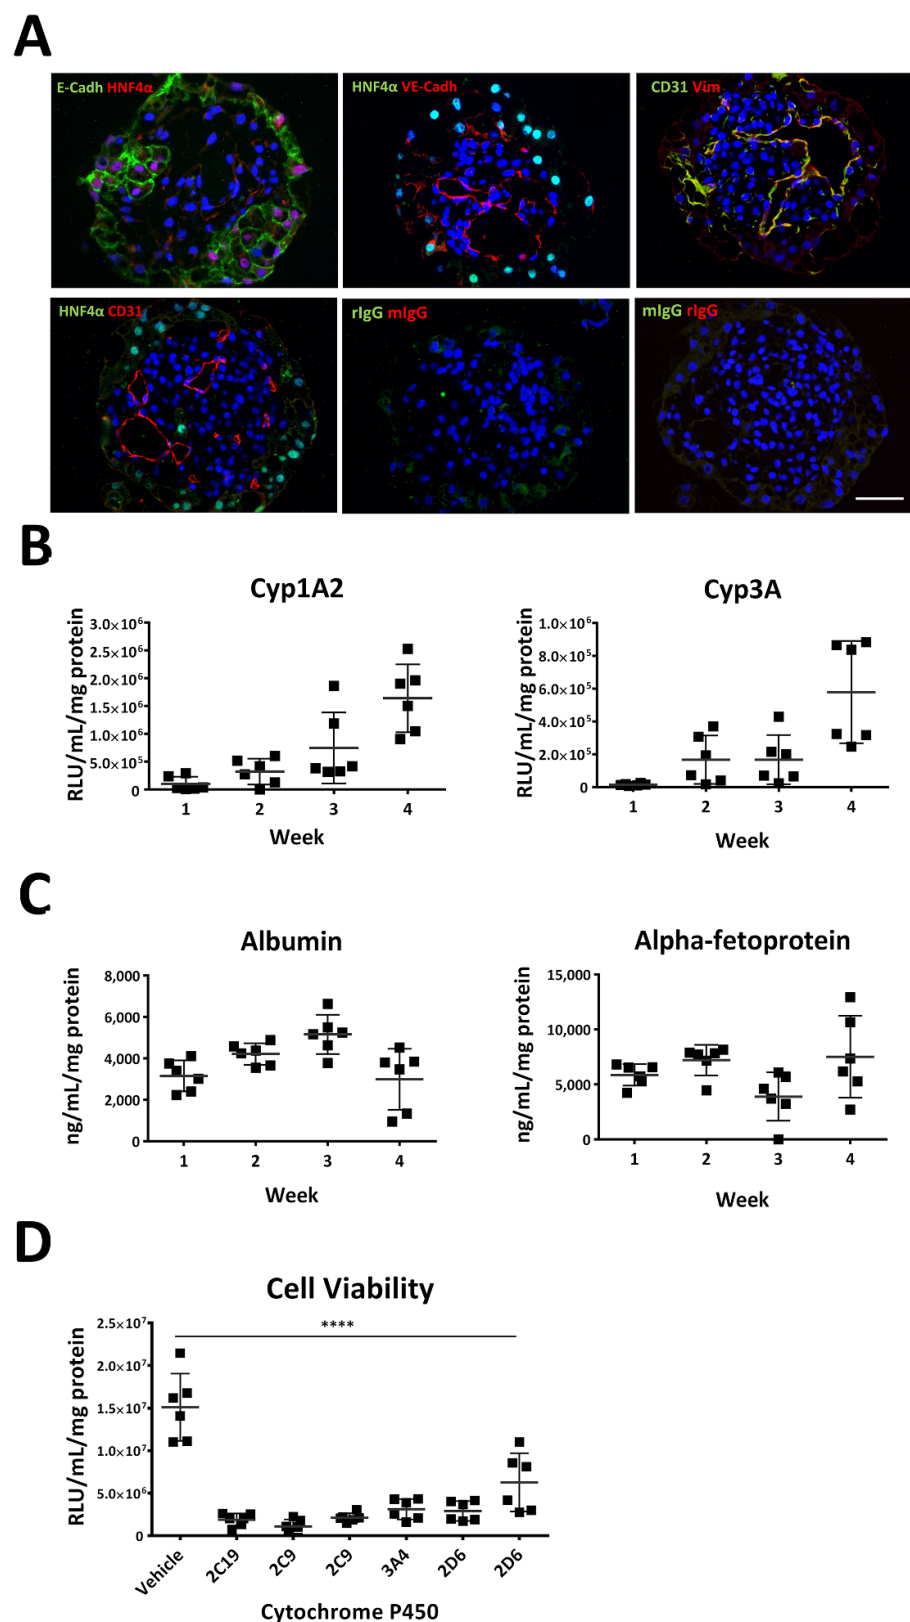 A
E-Cadh HNF4α
HNF4α VE-Cadh
CD31 Vim
HNF4α CD31
rIgG mIgG
mIgG rIgG
B
Cyp1A2
RLU/mL/mg protein
3.0×10⁶
2.5×10⁶
2.0×10⁶
1.5×10⁶
1.0×10⁶
5.0×10⁵
0
1 2 3 4
Week
Cyp3A
RLU/mL/mg protein
1.0×10⁶
8.0×10⁵
6.0×10⁵
4.0×10⁵
2.0×10⁵
0
1 2 3 4
Week
C
Albumin
ng/mL/mg protein
8,000
6,000
4,000
2,000
0
1 2 3 4
Week
Alpha-fetoprotein
ng/mL/mg protein
15,000
10,000
5,000
0
1 2 3 4
Week
D
Cell Viability
****
RLU/mL/mg protein
2.5×10⁷
2.0×10⁷
1.5×10⁷
1.0×10⁷
5.0×10⁶
0
Vehicle 2C19 2C9 2C9 3A4 2D6 2D6
Cytochrome P450